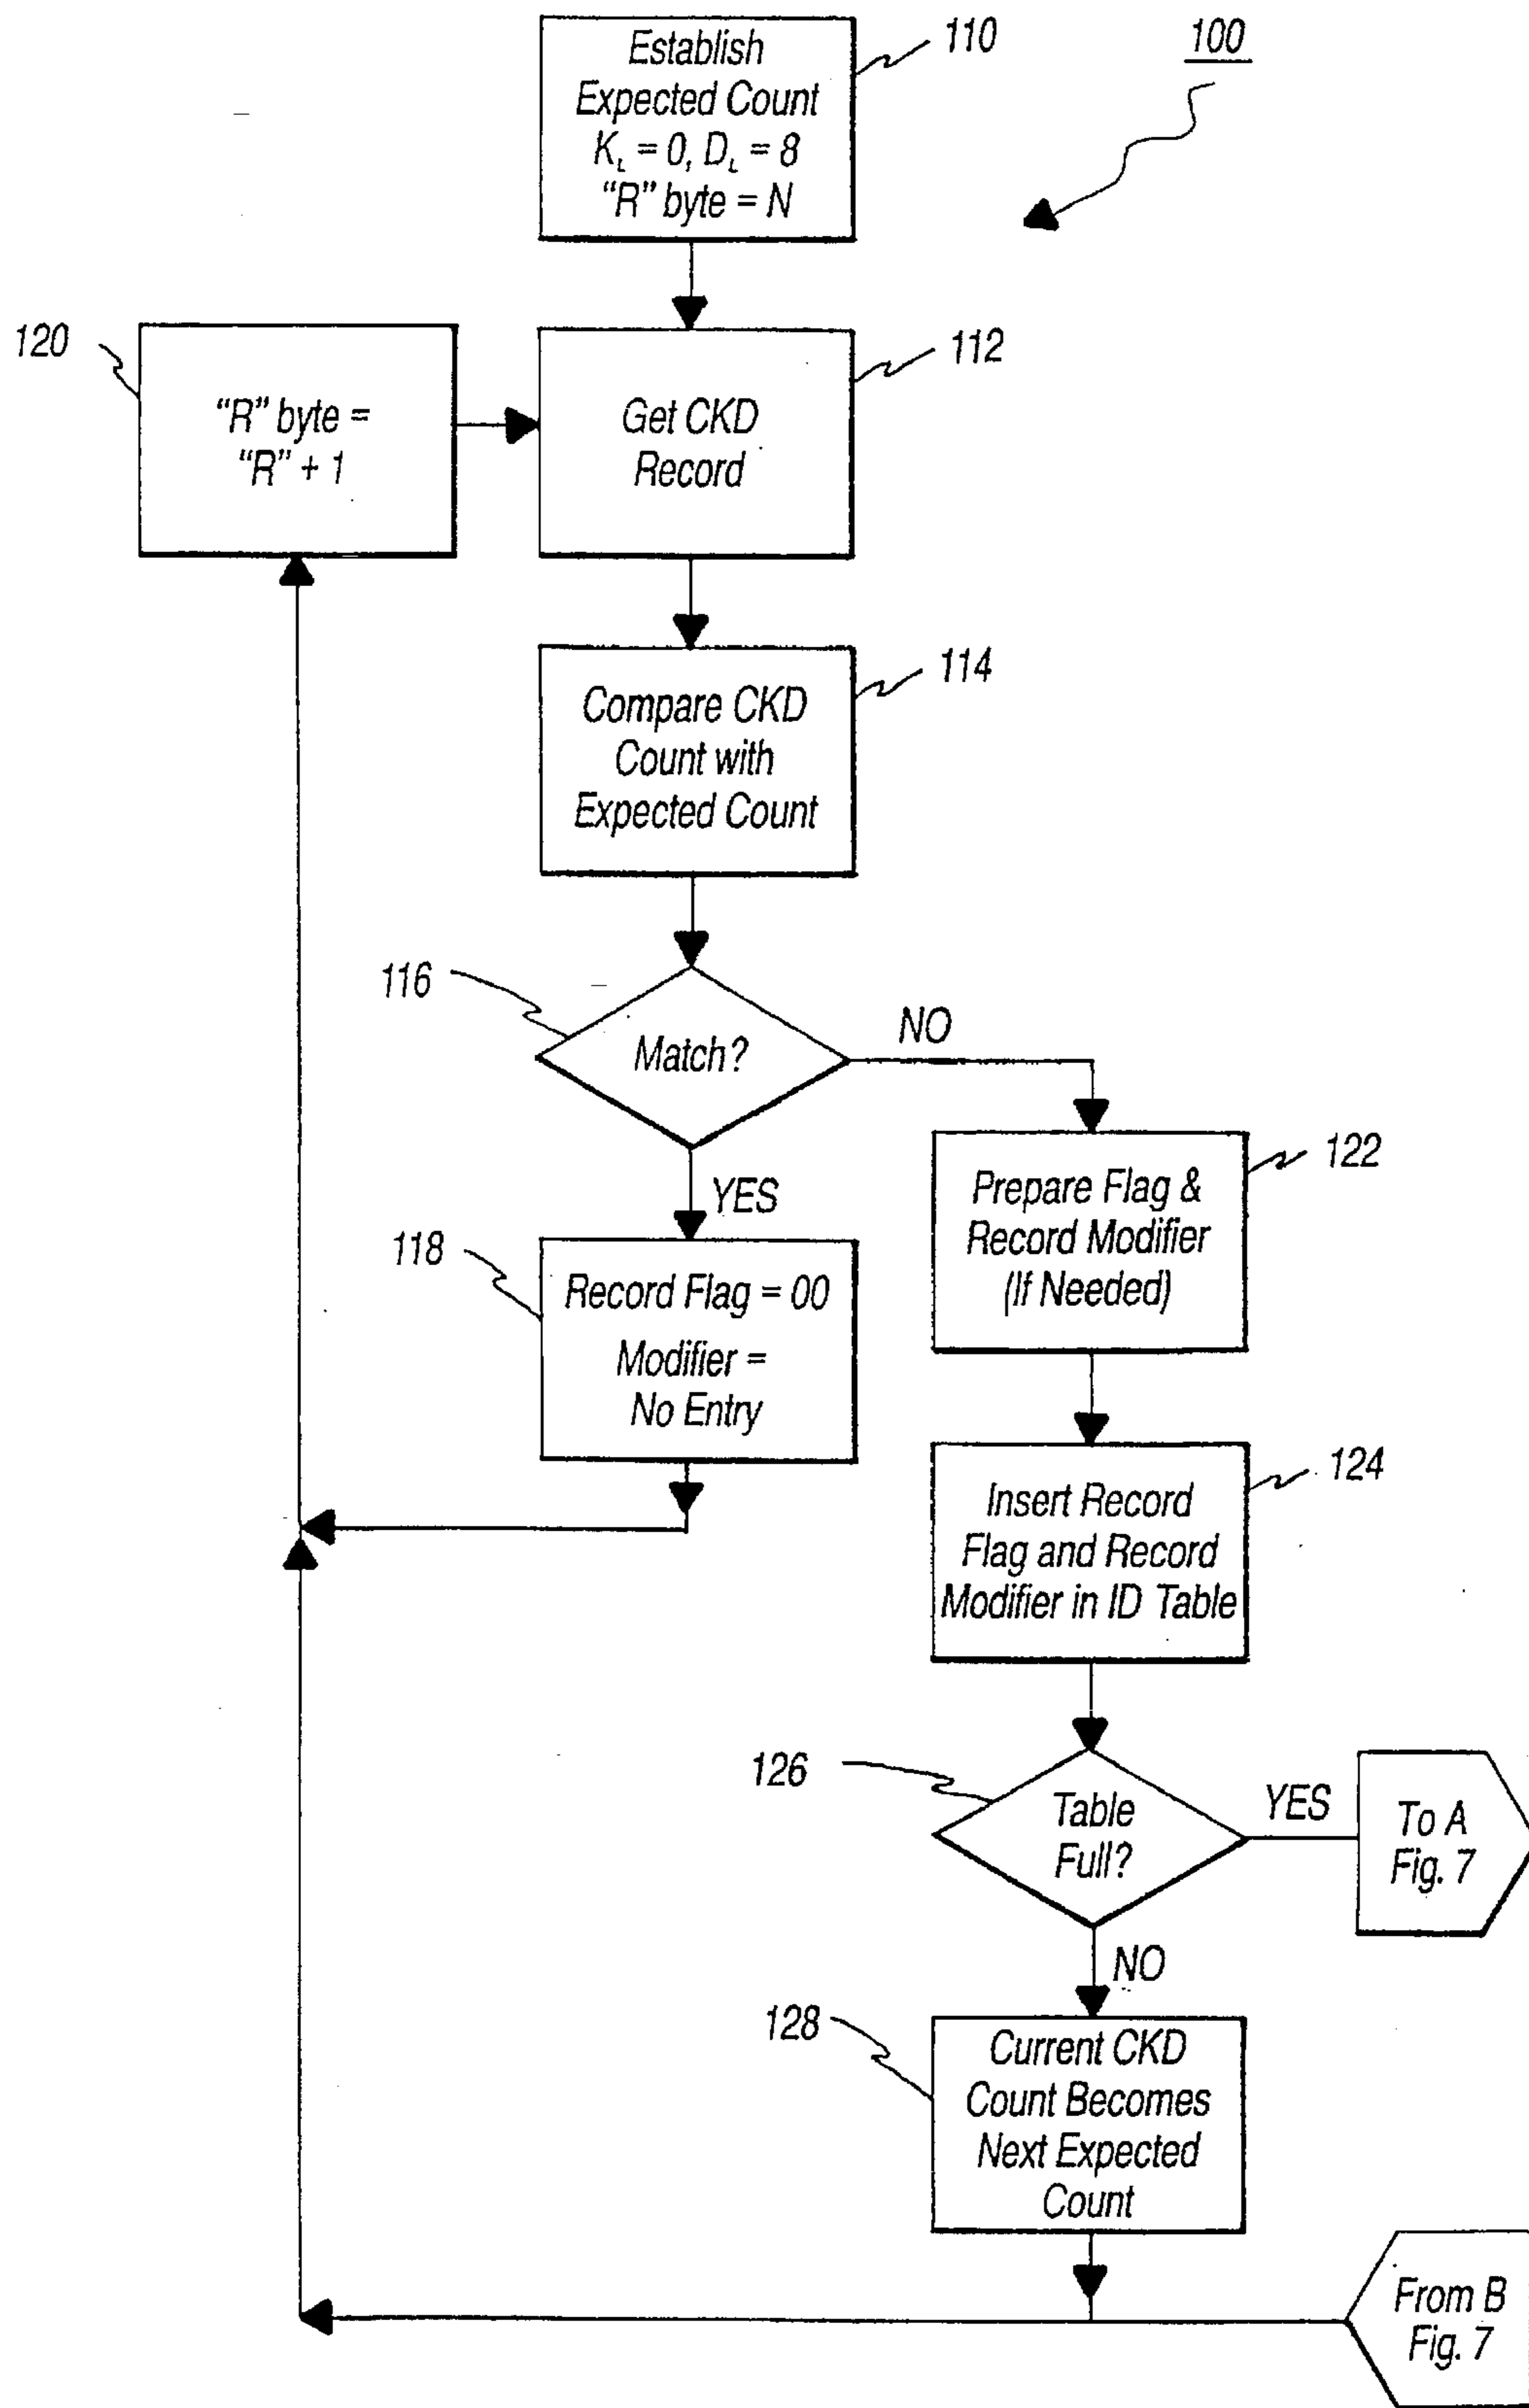 Establish
Expected Count
K_L = 0, D_L = 8
“R” byte = N
110
100
120
“R” byte =
“R” + 1
Get CKD
Record
112
Compare CKD
Count with
Expected Count
114
116
Match?
NO
YES
122
Prepare Flag &
Record Modifier
(If Needed)
118
Record Flag = 00
Modifier =
No Entry
124
Insert Record
Flag and Record
Modifier in ID Table
126
Table
Full?
YES
To A
Fig. 7
NO
128
Current CKD
Count Becomes
Next Expected
Count
From B
Fig. 7